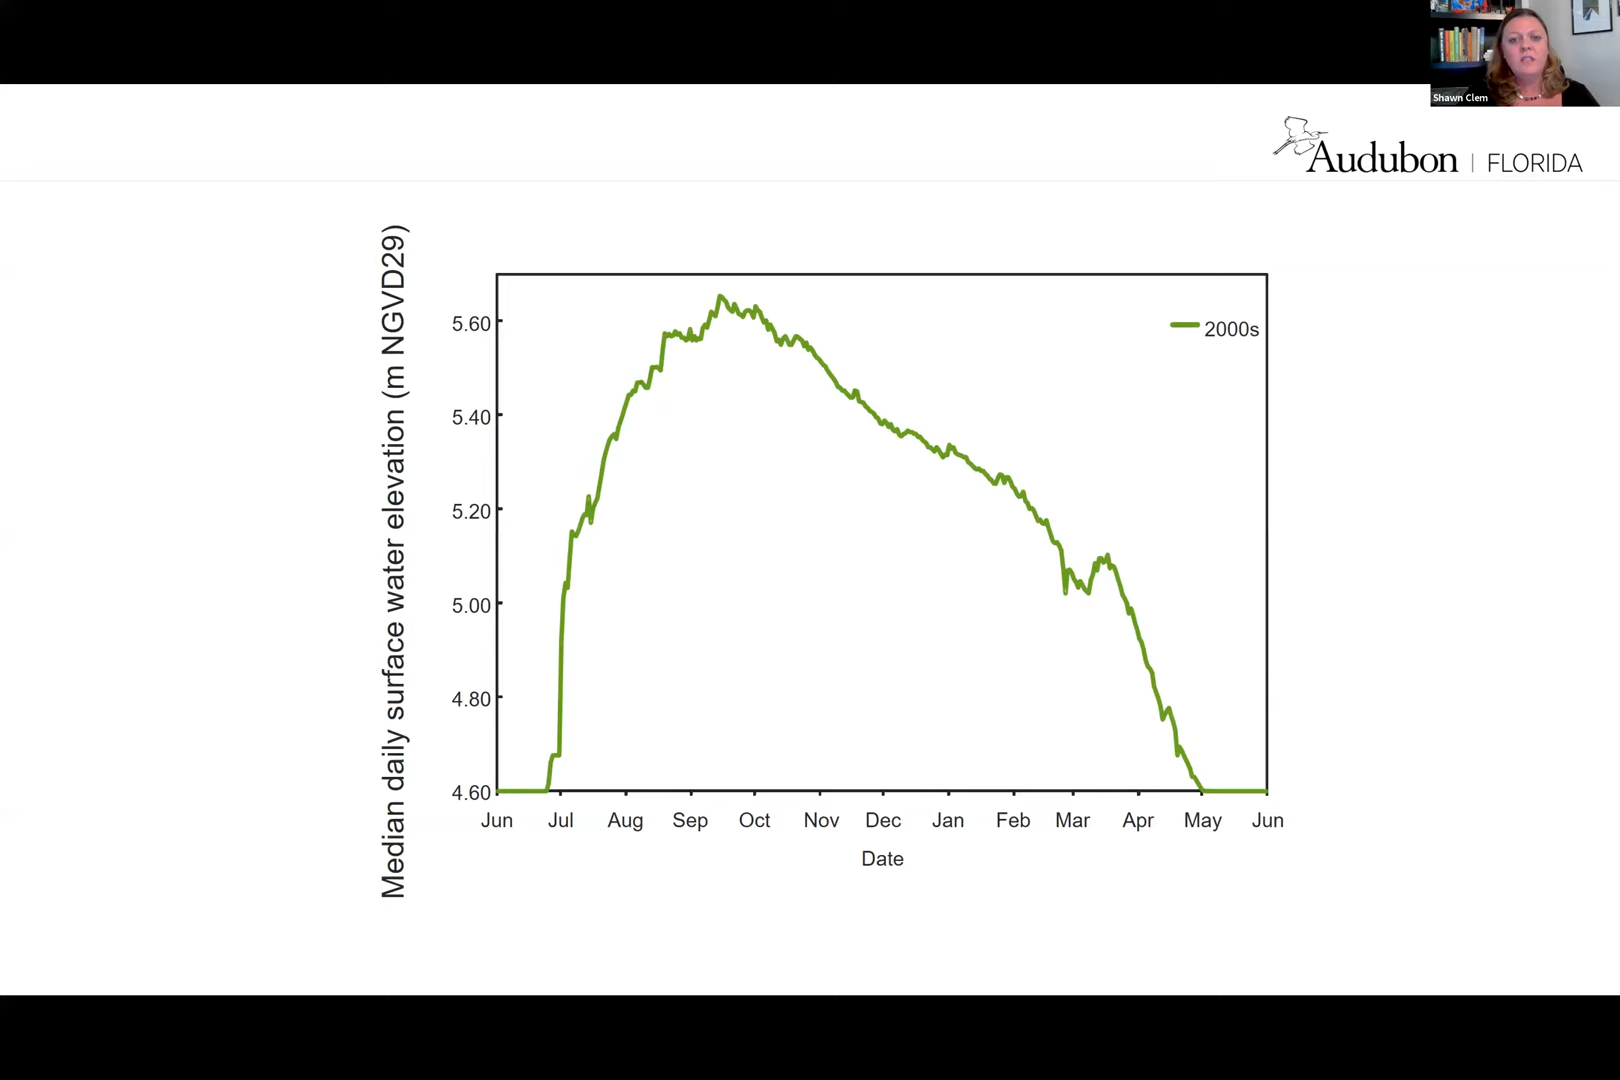 Shawn Clem
Audubon | FLORIDA
Median daily surface water elevation (m NGVD29)
5.60
5.40
5.20
5.00
4.80
4.60
2000s
Jun Jul Aug Sep Oct Nov Dec Jan Feb Mar Apr May Jun
Date